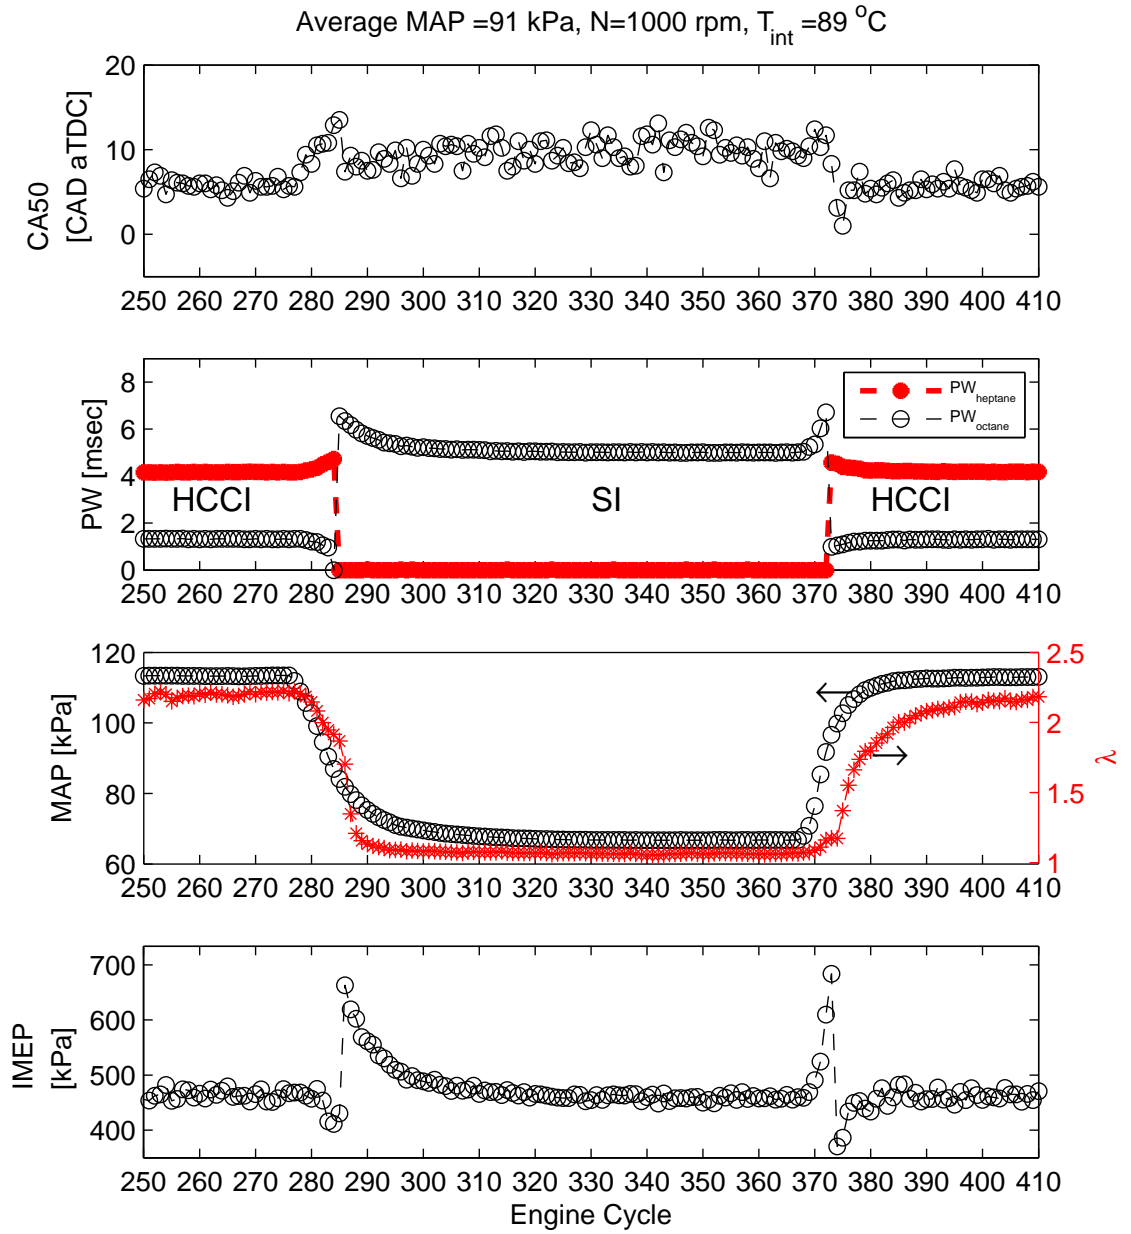 Average MAP =91 kPa, N=1000 rpm, T_int =89 °C
20
10
0
CA50
[CAD aTDC]
250 260 270 280 290 300 310 320 330 340 350 360 370 380 390 400 410
8
6
4
2
0
PW [msec]
PW_heptane
PW_octane
HCCI SI HCCI
250 260 270 280 290 300 310 320 330 340 350 360 370 380 390 400 410
120
100
80
60
MAP [kPa]
2.5
2
1.5
1
λ
250 260 270 280 290 300 310 320 330 340 350 360 370 380 390 400 410
700
600
500
400
IMEP
[kPa]
250 260 270 280 290 300 310 320 330 340 350 360 370 380 390 400 410
Engine Cycle